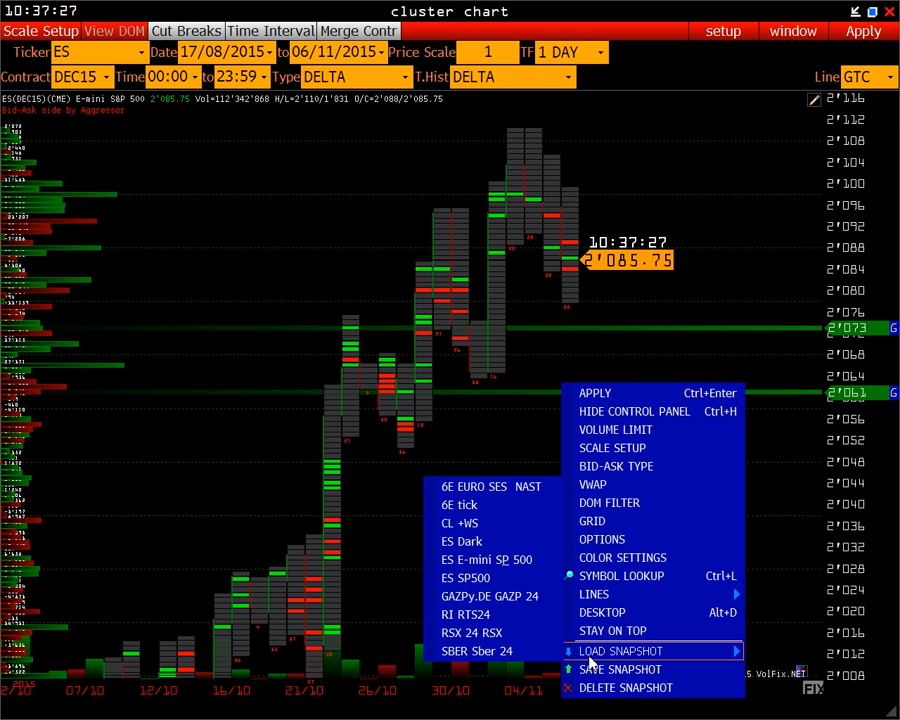 10:37:27 cluster chart
Scale Setup View DOM Cut Breaks Time Interval Merge Contr setup window Apply
Ticker ES Date 17/08/2015 to 06/11/2015 Price Scale 1 TF 1 DAY
Contract DEC15 Time 00:00 to 23:59 Type DELTA T.Hist DELTA Line GTC
ES(DEC15)(CME) E-mini S&P 500 2'085.75 Vol=112'342'868 H/L=2'110/1'831 O/C=2'088/2'085.75
Bid-Ask side by Aggressor
2'116
2'112
2'108
2'104
2'100
2'096
2'092
2'088
2'084
2'080
2'076
2'073 G
2'068
2'064
2'061 G
2'056
2'052
2'048
2'044
2'040
2'036
2'032
2'028
2'024
2'020
2'016
2'012
2'008
10:37:27
2'085.75
APPLY Ctrl+Enter
HIDE CONTROL PANEL Ctrl+H
VOLUME LIMIT
SCALE SETUP
BID-ASK TYPE
VWAP
DOM FILTER
GRID
OPTIONS
COLOR SETTINGS
SYMBOL LOOKUP Ctrl+L
LINES
DESKTOP Alt+D
STAY ON TOP
LOAD SNAPSHOT
SAVE SNAPSHOT
DELETE SNAPSHOT
6E EURO SES NAST
6E tick
CL +WS
ES Dark
ES E-mini SP 500
ES SP500
GAZPy.DE GAZP 24
RI RTS24
RSX 24 RSX
SBER Sber 24
5 VolFix.NET
FIX
2015
2/10 07/10 12/10 16/10 21/10 26/10 30/10 04/11